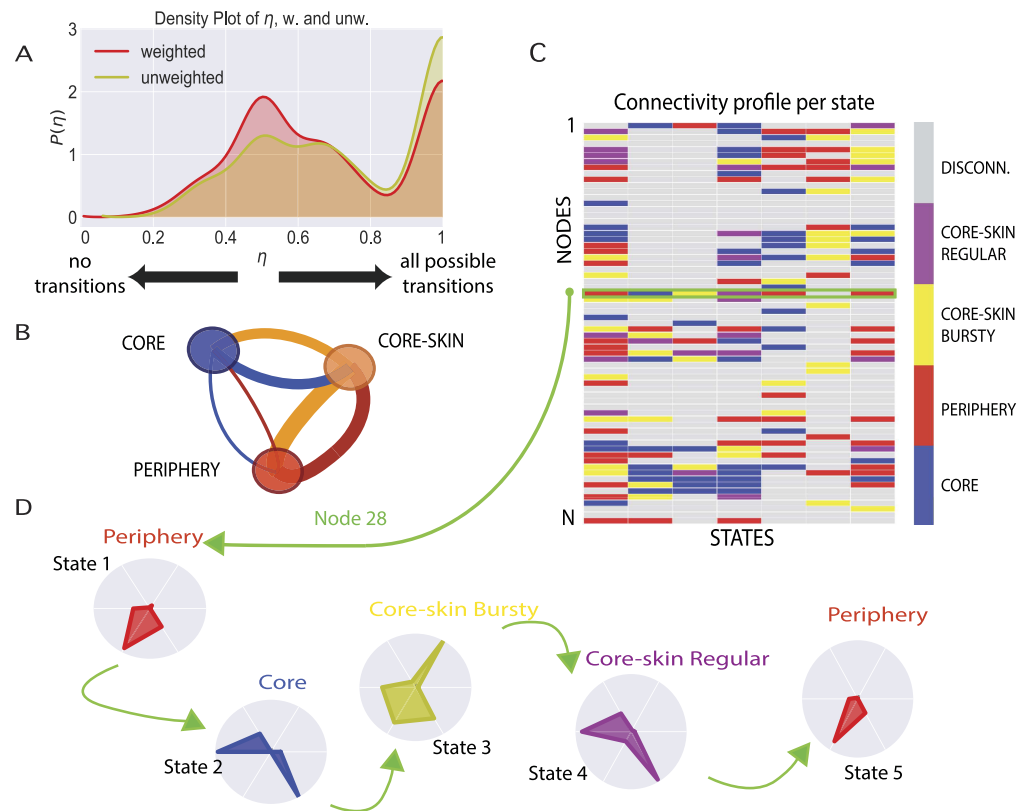 A
Density Plot of η, w. and unw.
3
2
1
0
P(η)
weighted
unweighted
0
0.2
0.4
0.6
0.8
1
η
no
transitions
all possible
transitions
B
CORE
CORE-SKIN
PERIPHERY
C
Connectivity profile per state
1
NODES
N
STATES
DISCONN.
CORE-SKIN
REGULAR
CORE-SKIN
BURSTY
PERIPHERY
CORE
D
Node 28
Periphery
State 1
Core
State 2
Core-skin Bursty
State 3
Core-skin Regular
State 4
Periphery
State 5